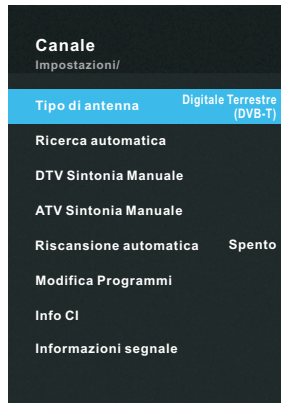 Canale
Impostazioni/
Tipo di antenna Digitale Terrestre
(DVB-T)
Ricerca automatica
DTV Sintonia Manuale
ATV Sintonia Manuale
Riscansione automatica Spento
Modifica Programmi
Info CI
Informazioni segnale